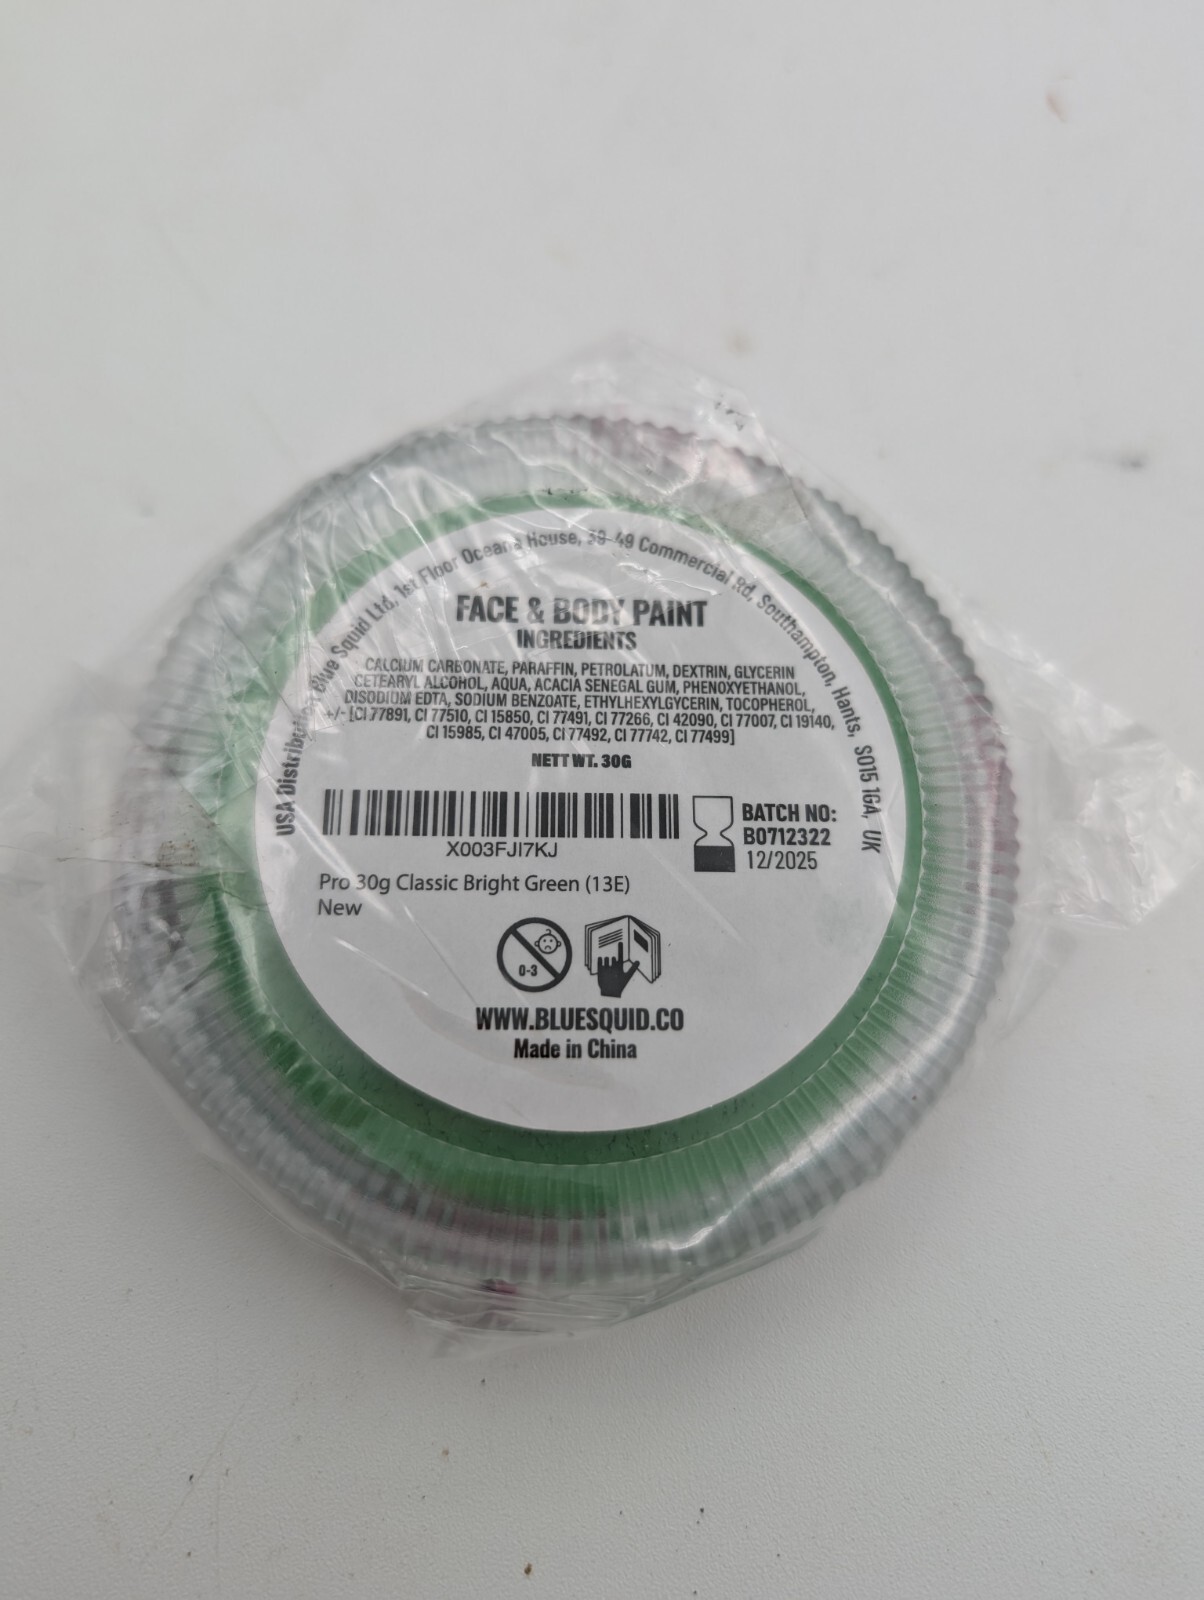 USA Distributor Blue Squid Ltd, 1st Floor Oceana House, 39-49 Commercial Rd, Southampton, Hants, SO15 1GA, UK
FACE & BODY PAINT
INGREDIENTS
CALCIUM CARBONATE, PARAFFIN, PETROLATUM, DEXTRIN, GLYCERIN
CETEARYL ALCOHOL, AQUA, ACACIA SENEGAL GUM, PHENOXYETHANOL,
DISODIUM EDTA, SODIUM BENZOATE, ETHYLHEXYLGLYCERIN, TOCOPHEROL,
+/- [CI 77891, CI 77510, CI 15850, CI 77491, CI 77266, CI 42090, CI 77007, CI 19140,
CI 15985, CI 47005, CI 77492, CI 77742, CI 77499]
NETT WT. 30G
X003FJI7KJ
BATCH NO:
B0712322
12/2025
Pro 30g Classic Bright Green (13E)
New
0-3
WWW.BLUESQUID.CO
Made in China